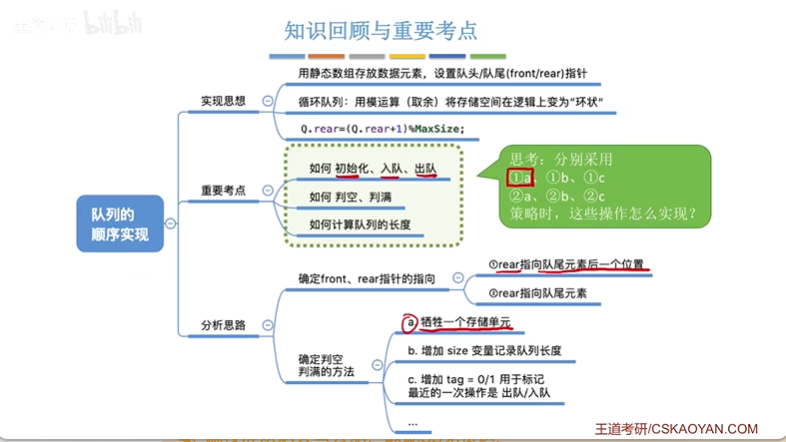 知识回顾与重要考点
用静态数组存放数据元素，设置队头/队尾(front/rear)指针
实现思想
循环队列：用模运算（取余）将存储空间在逻辑上变为“环状”
Q.rear=(Q.rear+1)%MaxSize;
如何 初始化、入队、出队
重要考点
如何 判空、判满
如何计算队列的长度
思考：分别采用
①a、①b、①c
②a、②b、②c
策略时，这些操作怎么实现？
队列的
顺序实现
①rear指向队尾元素后一个位置
确定front、rear指针的指向
②rear指向队尾元素
分析思路
a. 牺牲一个存储单元
确定判空
判满的方法
b. 增加 size 变量记录队列长度
c. 增加 tag = 0/1 用于标记
最近的一次操作是 出队/入队
...
王道考研/CSKAOYAN.COM
bilibili